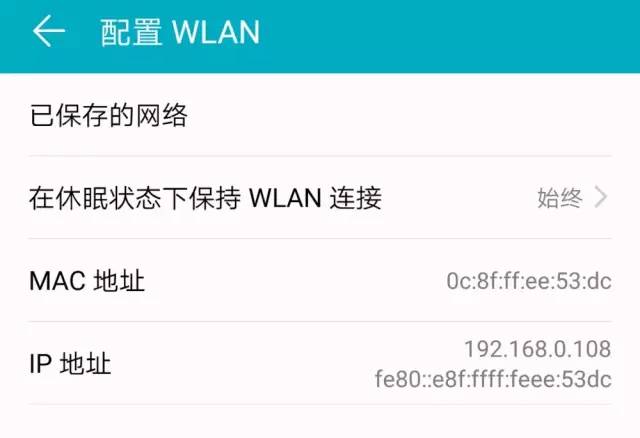 配置 WLAN
已保存的网络
在休眠状态下保持 WLAN 连接 始终
MAC 地址 0c:8f:ff:ee:53:dc
IP 地址 192.168.0.108
fe80::e8f:ffff:feee:53dc